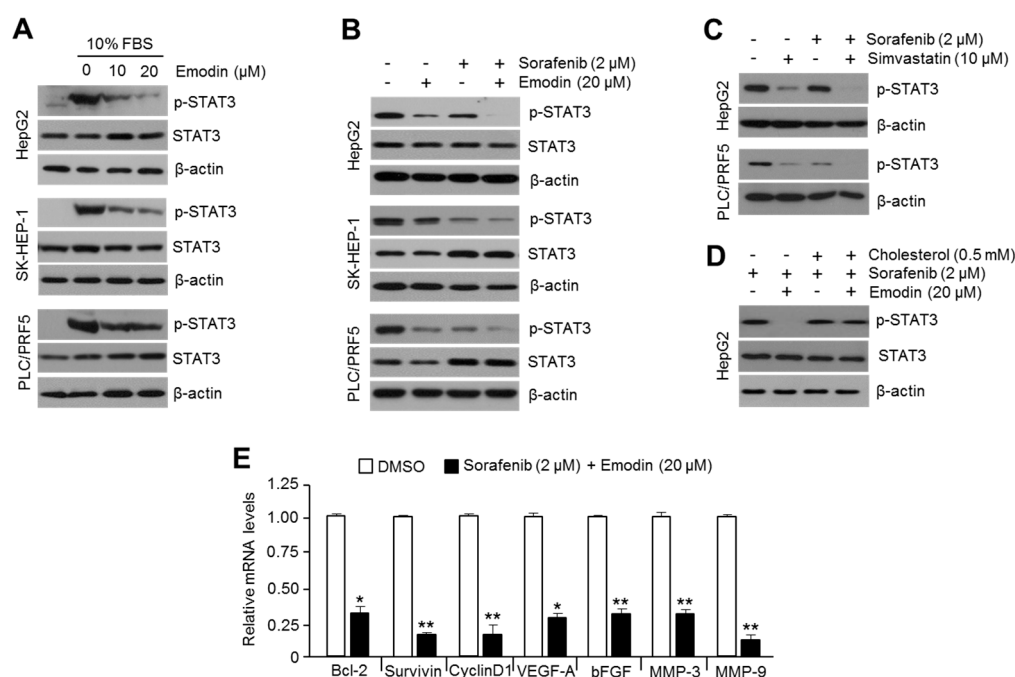 A
10% FBS
0 10 20 Emodin (µM)
HepG2
p-STAT3
STAT3
β-actin
SK-HEP-1
p-STAT3
STAT3
β-actin
PLC/PRF5
p-STAT3
STAT3
β-actin
B
- - + + Sorafenib (2 µM)
- + - + Emodin (20 µM)
HepG2
p-STAT3
STAT3
β-actin
SK-HEP-1
p-STAT3
STAT3
β-actin
PLC/PRF5
p-STAT3
STAT3
β-actin
C
- - + + Sorafenib (2 µM)
- + - + Simvastatin (10 µM)
HepG2
p-STAT3
β-actin
PLC/PRF5
p-STAT3
β-actin
D
- - + + Cholesterol (0.5 mM)
+ + + + Sorafenib (2 µM)
- + - + Emodin (20 µM)
HepG2
p-STAT3
STAT3
β-actin
E
DMSO Sorafenib (2 µM) + Emodin (20 µM)
Relative mRNA levels
1.25
1.00
0.75
0.50
0.25
0
* ** ** * ** ** **
Bcl-2 Survivin CyclinD1 VEGF-A bFGF MMP-3 MMP-9